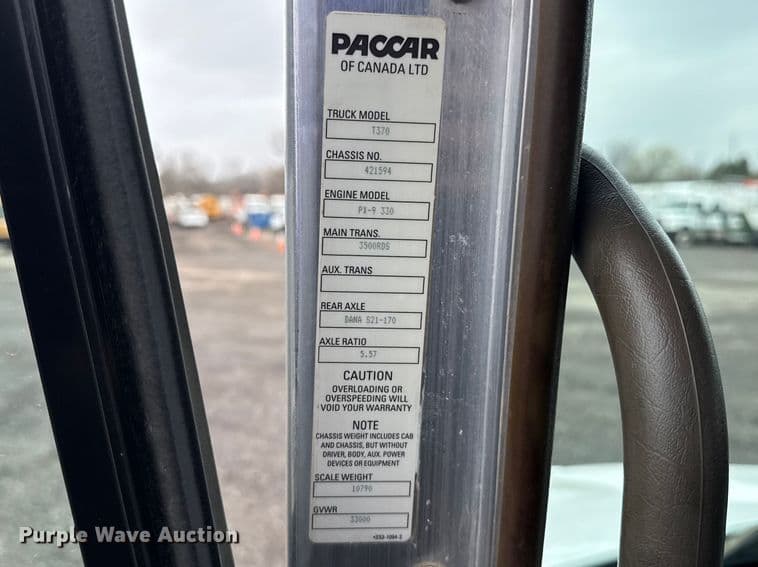 PACCAR
OF CANADA LTD
TRUCK MODEL
T370
CHASSIS NO.
421594
ENGINE MODEL
PX-9 330
MAIN TRANS.
3500RDS
AUX. TRANS
REAR AXLE
DANA S21-170
AXLE RATIO
5.57
CAUTION
OVERLOADING OR
OVERSPEEDING WILL
VOID YOUR WARRANTY
NOTE
CHASSIS WEIGHT INCLUDES CAB
AND CHASSIS, BUT WITHOUT
DRIVER, BODY, AUX. POWER
DEVICES OR EQUIPMENT
SCALE WEIGHT
10790
GVWR
33000
Purple Wave Auction